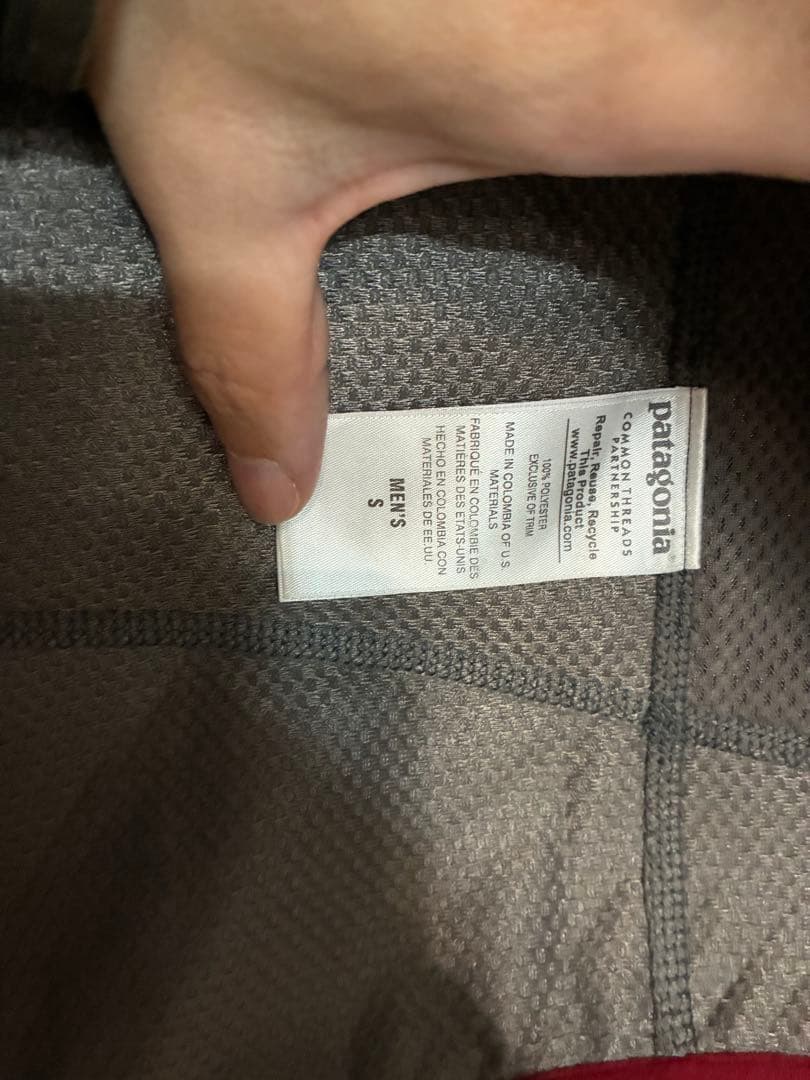 patagonia®
COMMON THREADS
PARTNERSHIP
Repair, Reuse, Recycle
This Product
www.patagonia.com
100% POLYESTER
EXCLUSIVE OF TRIM
MADE IN COLOMBIA OF U.S.
MATERIALS
FABRIQUÉ EN COLOMBIE DES
MATIÈRES DES ETATS-UNIS
HECHO EN COLOMBIA CON
MATERIALES DE EE.UU.
MEN'S
S